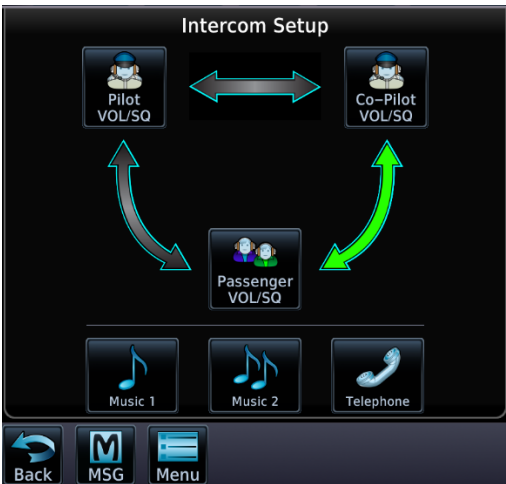 Intercom Setup
Pilot
VOL/SQ
Co-Pilot
VOL/SQ
Passenger
VOL/SQ
Music 1
Music 2
Telephone
Back
MSG
Menu